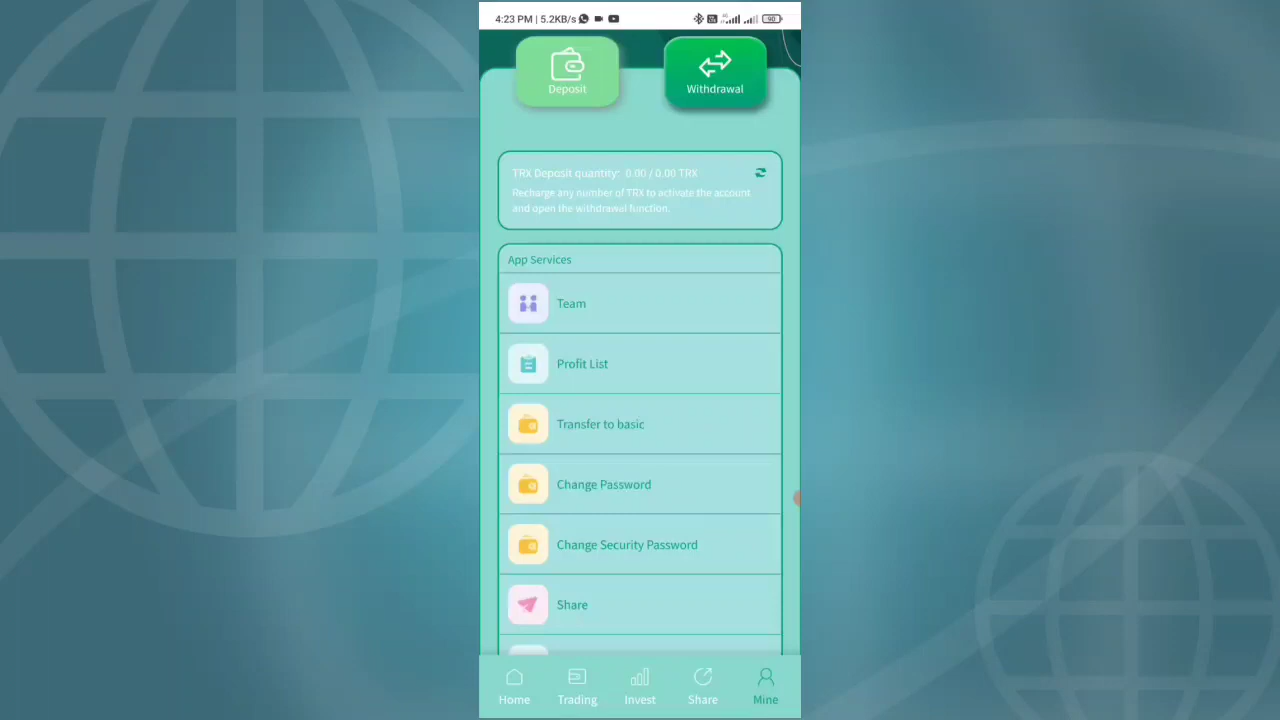 4:23 PM | 5.2KB/s
Deposit
Withdrawal
TRX Deposit quantity: 0.00 / 0.00 TRX
Recharge any number of TRX to activate the account
and open the withdrawal function.
App Services
Team
Profit List
Transfer to basic
Change Password
Change Security Password
Share
Home
Trading
Invest
Share
Mine